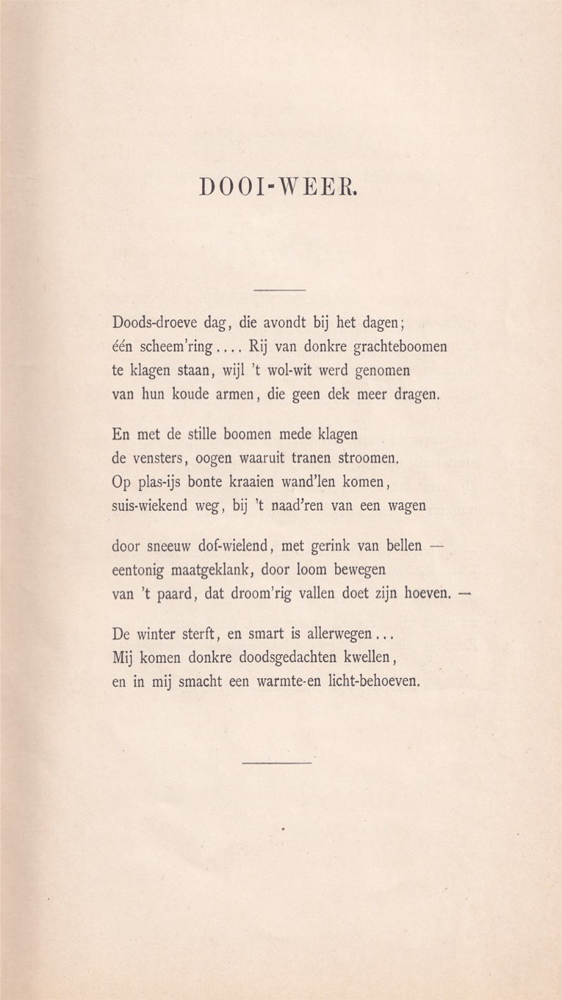 DOOI-WEER.
Doods-droeve dag, die avondt bij het dagen;
één scheem'ring.... Rij van donkre grachteboomen
te klagen staan, wijl 't wol-wit werd genomen
van hun koude armen, die geen dek meer dragen.
En met de stille boomen mede klagen
de vensters, oogen waaruit tranen stroomen.
Op plas-ijs bonte kraaien wand'len komen,
suis-wiekend weg, bij 't naad'ren van een wagen
door sneeuw dof-wielend, met gerink van bellen —
eentonig maatgeklank, door loom bewegen
van 't paard, dat droom'rig vallen doet zijn hoeven. —
De winter sterft, en smart is allerwegen...
Mij komen donkre doodsgedachten kwellen,
en in mij smacht een warmte-en licht-behoeven.